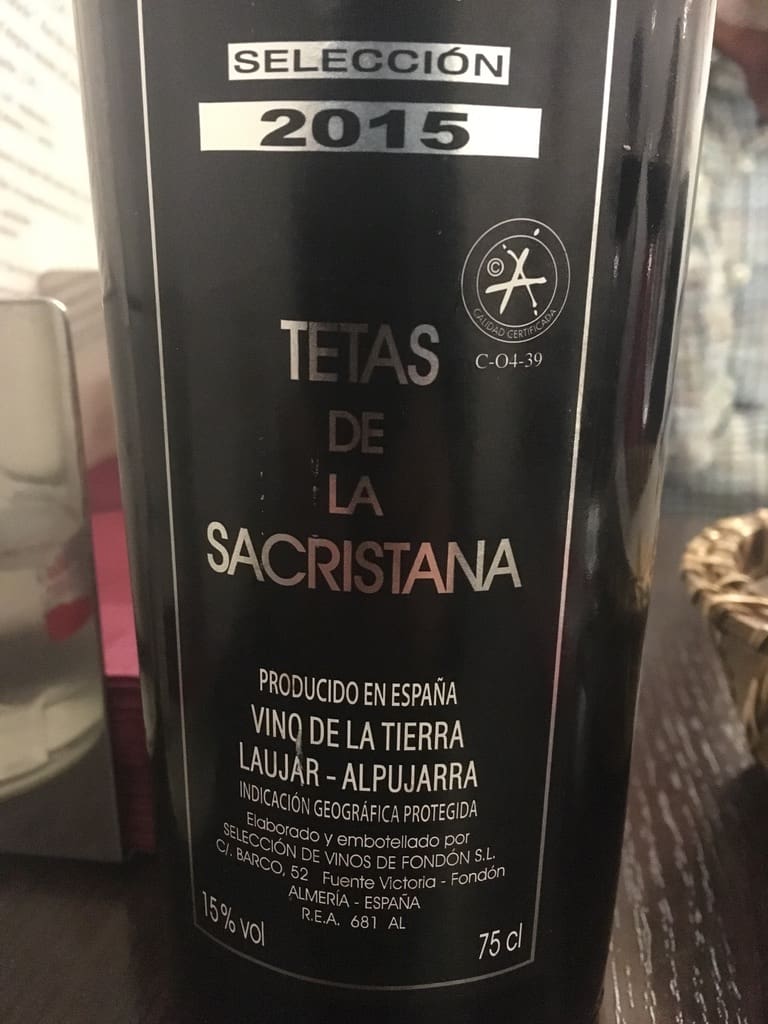 SELECCIÓN
2015
©
CALIDAD CERTIFICADA
C-04-39
TETAS
DE
LA
SACRISTANA
PRODUCIDO EN ESPAÑA
VINO DE LA TIERRA
LAUJAR - ALPUJARRA
INDICACIÓN GEOGRÁFICA PROTEGIDA
Elaborado y embotellado por
SELECCIÓN DE VINOS DE FONDÓN S.L.
C/. BARCO, 52 Fuente Victoria - Fondón
ALMERÍA - ESPAÑA
R.E.A. 681 AL
15% vol
75 cl